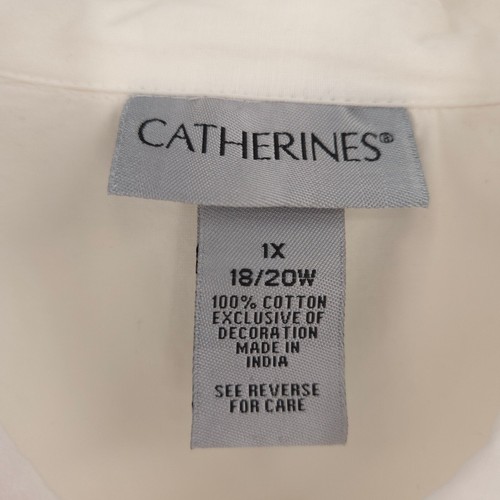 CATHERINES®
1X
18/20W
100% COTTON
EXCLUSIVE OF
DECORATION
MADE IN
INDIA
SEE REVERSE
FOR CARE